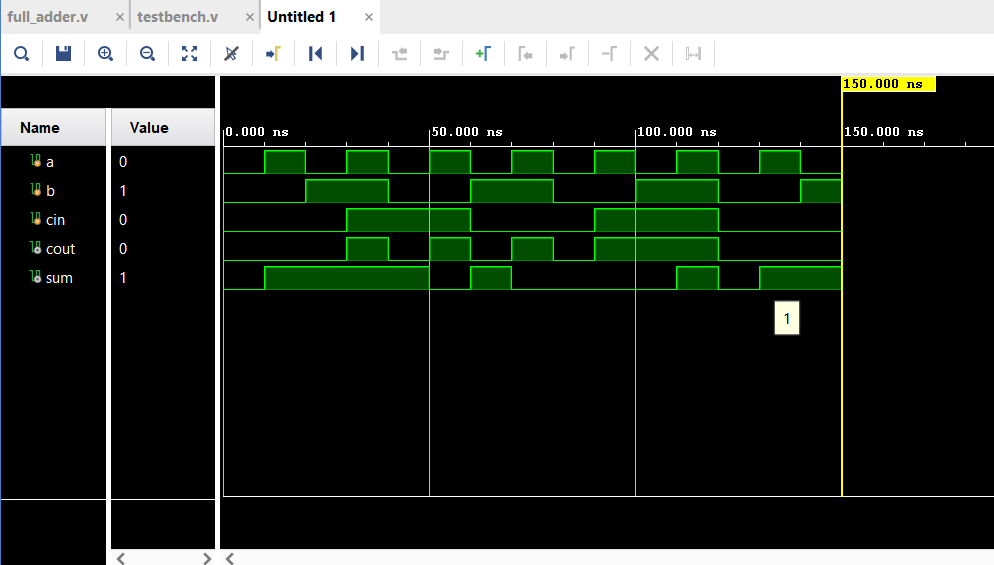 full_adder.v × testbench.v × Untitled 1 ×
150.000 ns
Name Value 0.000 ns 50.000 ns 100.000 ns 150.000 ns
a 0
b 1
cin 0
cout 0
sum 1
1